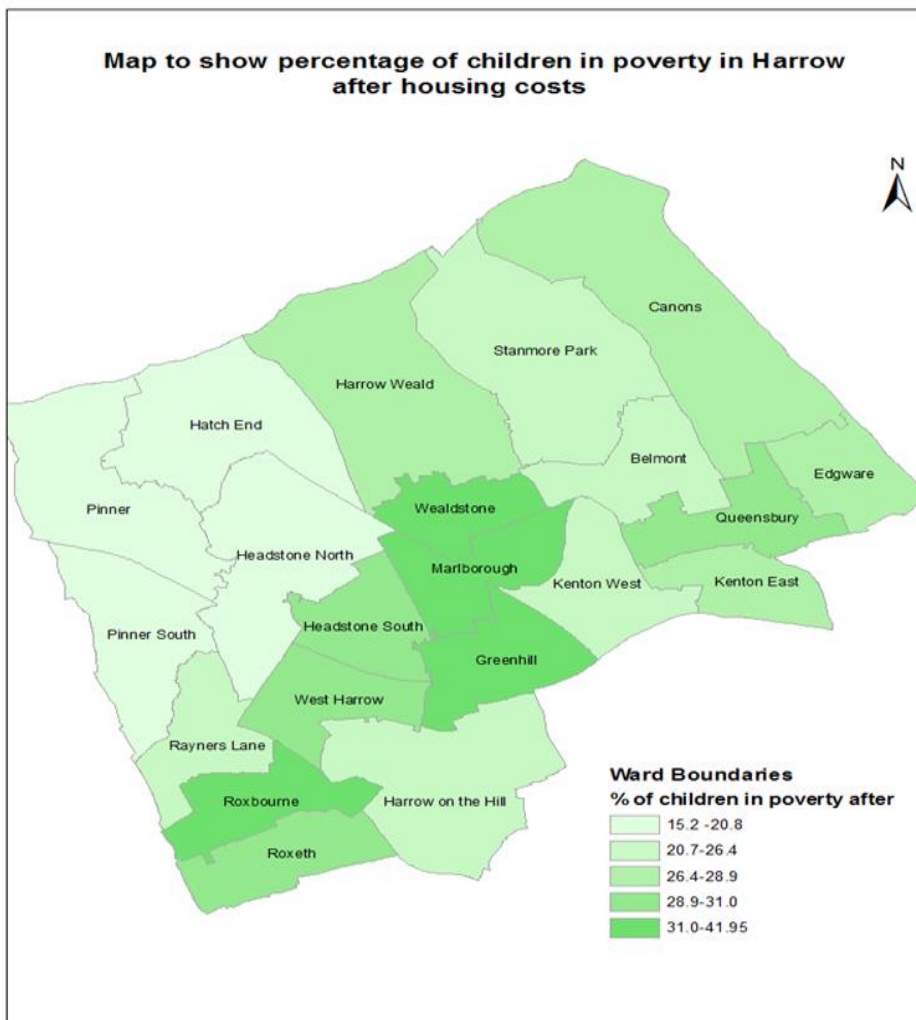 Map to show percentage of children in poverty in Harrow
after housing costs
N
Canons
Stanmore Park
Harrow Weald
Hatch End
Belmont
Edgware
Pinner
Wealdstone
Queensbury
Headstone North
Marlborough
Kenton West
Kenton East
Pinner South
Headstone South
Greenhill
West Harrow
Rayners Lane
Roxbourne
Harrow on the Hill
Roxeth
Ward Boundaries
% of children in poverty after
15.2 -20.8
20.7-26.4
26.4-28.9
28.9-31.0
31.0-41.95